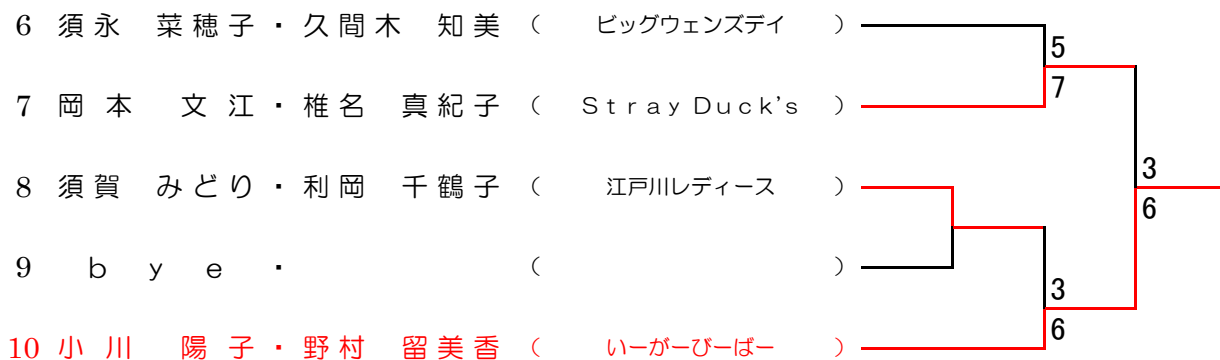 6 須永 菜穂子・久間木 知美 ( ビッグウェンズデイ )
5
7
7 岡本 文江・椎名 真紀子 ( Stray Duck's )
3
6
8 須賀 みどり・利岡 千鶴子 ( 江戸川レディース )
9 bye・ ( )
3
6
10 小川 陽子・野村 留美香 ( いーがーびーばー